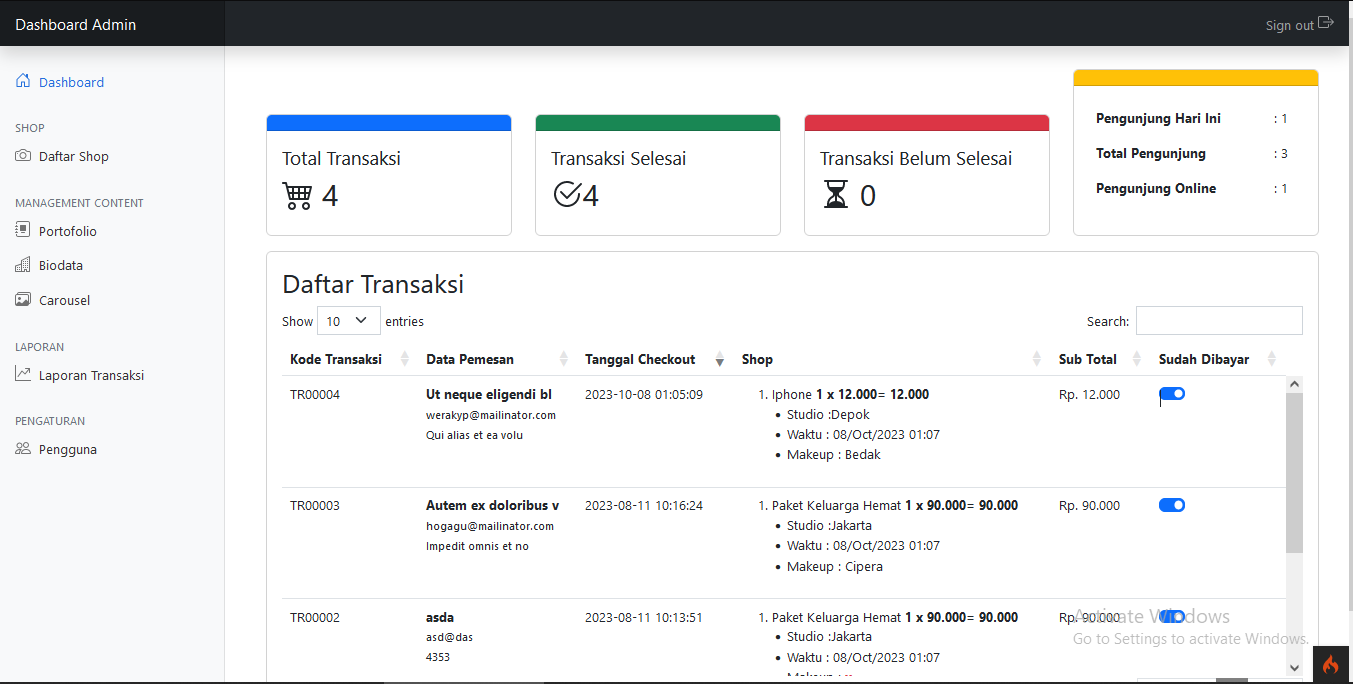 Dashboard Admin
Sign out
Dashboard
SHOP
Daftar Shop
MANAGEMENT CONTENT
Portofolio
Biodata
Carousel
LAPORAN
Laporan Transaksi
PENGATURAN
Pengguna
Total Transaksi
4
Transaksi Selesai
4
Transaksi Belum Selesai
0
Pengunjung Hari Ini : 1
Total Pengunjung : 3
Pengunjung Online : 1
Daftar Transaksi
Show 10 entries
Search:
Kode Transaksi Data Pemesan Tanggal Checkout Shop Sub Total Sudah Dibayar
TR00004 Ut neque eligendi bl 2023-10-08 01:05:09 1. Iphone 1 x 12.000= 12.000 Rp. 12.000
werakyp@mailinator.com • Studio :Depok
Qui alias et ea volu • Waktu : 08/Oct/2023 01:07
• Makeup : Bedak
TR00003 Autem ex doloribus v 2023-08-11 10:16:24 1. Paket Keluarga Hemat 1 x 90.000= 90.000 Rp. 90.000
hogagu@mailinator.com • Studio :Jakarta
Impedit omnis et no • Waktu : 08/Oct/2023 01:07
• Makeup : Cipera
TR00002 asda 2023-08-11 10:13:51 1. Paket Keluarga Hemat 1 x 90.000= 90.000 Rp. 90.000
asd@das • Studio :Jakarta
4353 • Waktu : 08/Oct/2023 01:07
Activate Windows
Go to Settings to activate Windows.